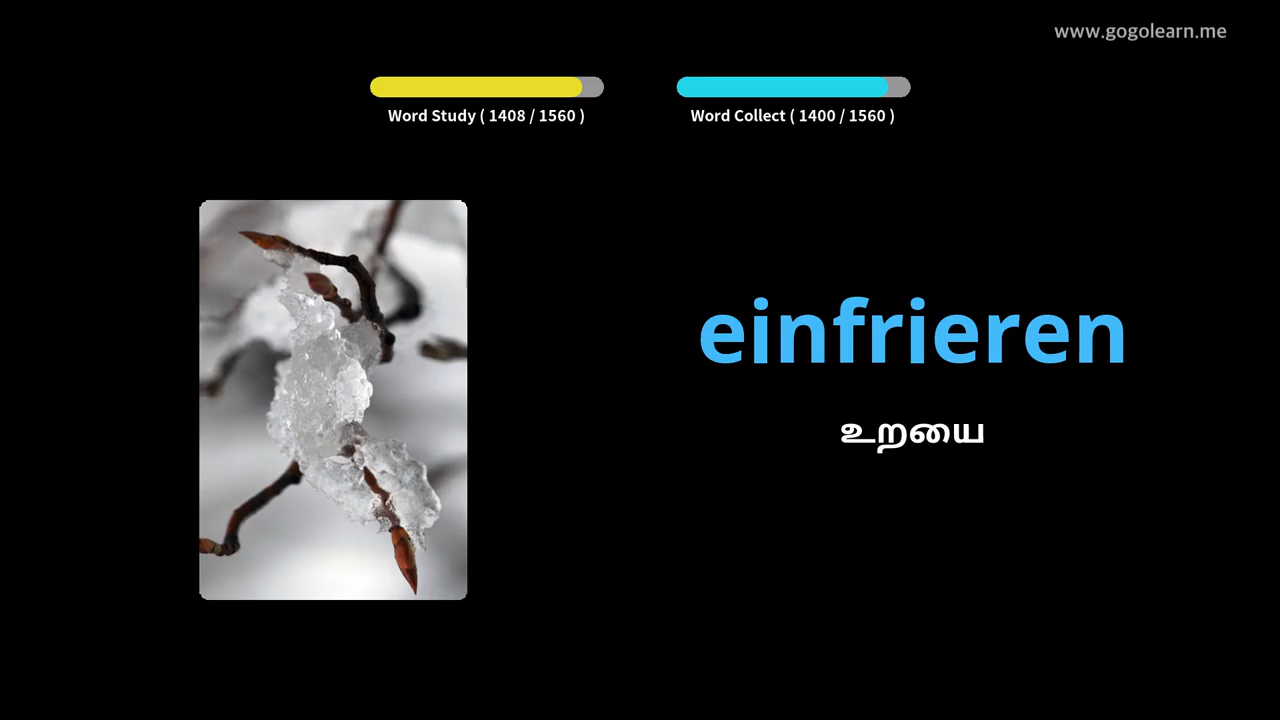 www.gogolearn.me
Word Study ( 1408 / 1560 )
Word Collect ( 1400 / 1560 )
einfrieren
உறயை